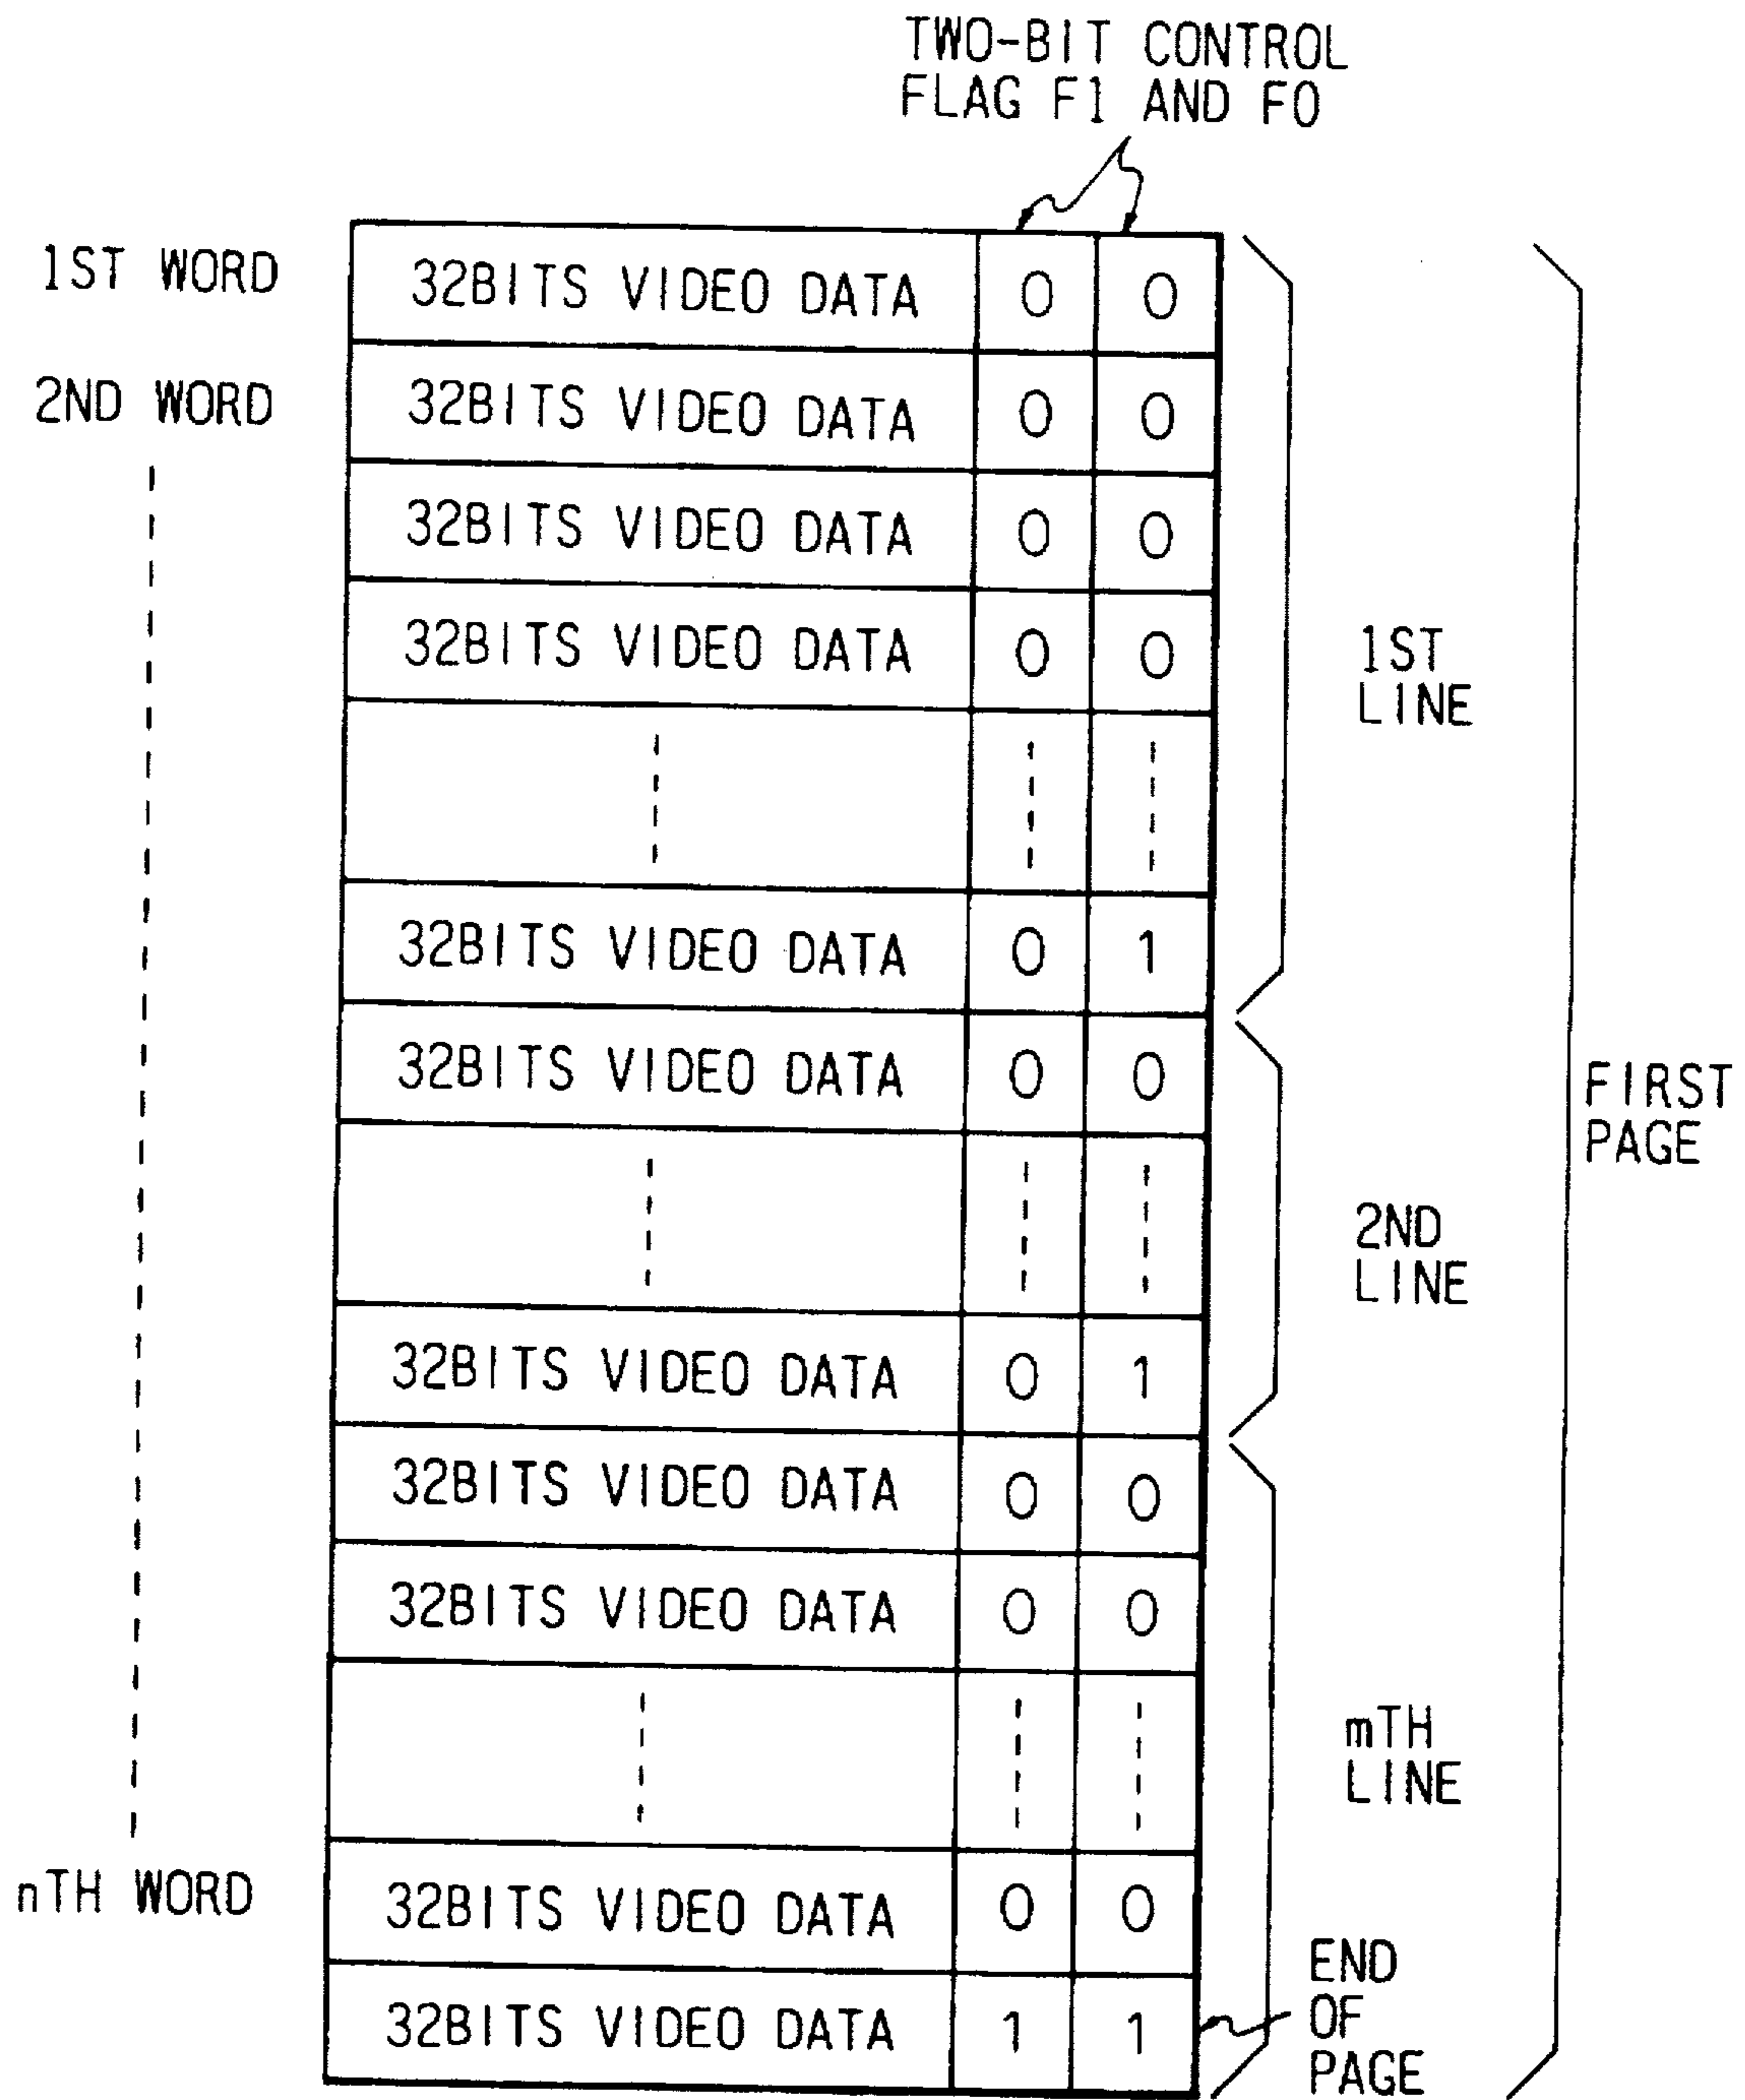 TWO-BIT CONTROL
FLAG F1 AND F0
1ST WORD 32BITS VIDEO DATA 0 0
2ND WORD 32BITS VIDEO DATA 0 0
32BITS VIDEO DATA 0 0
32BITS VIDEO DATA 0 0
1ST
LINE
32BITS VIDEO DATA 0 1
32BITS VIDEO DATA 0 0
FIRST
PAGE
2ND
LINE
32BITS VIDEO DATA 0 1
32BITS VIDEO DATA 0 0
32BITS VIDEO DATA 0 0
mTH
LINE
nTH WORD 32BITS VIDEO DATA 0 0
32BITS VIDEO DATA 1 1
END
OF
PAGE